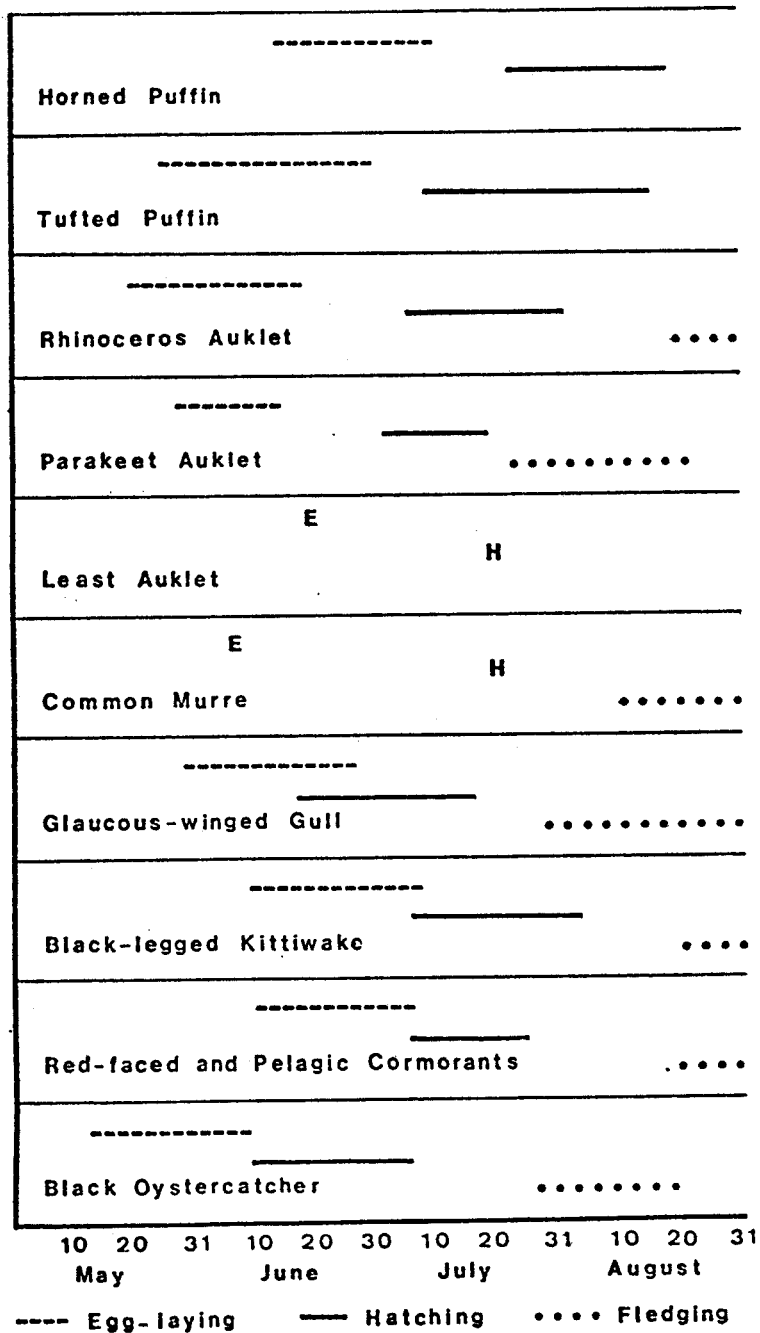 Horned Puffin
Tufted Puffin
Rhinoceros Auklet
Parakeet Auklet
E
H
Least Auklet
E
H
Common Murre
Glaucous-winged Gull
Black-legged Kittiwake
Red-faced and Pelagic Cormorants
Black Oystercatcher
10 20 31 10 20 30 10 20 31 10 20 31
May June July August
Egg-laying Hatching Fledging